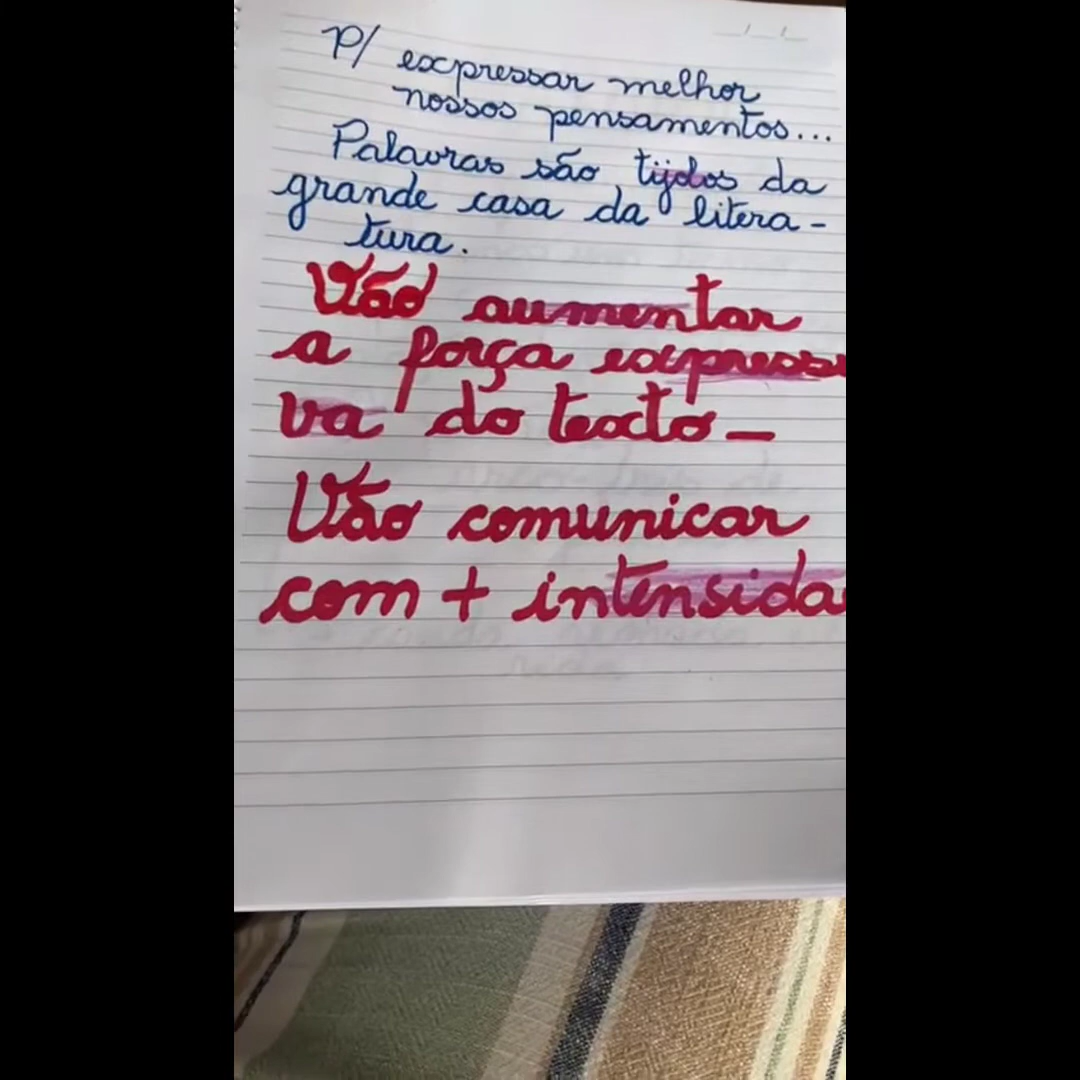 P/ expressar melhor
nossos pensamentos...
Palavras são tijolos da
grande casa da litera-
tura.
Vão aumentar
a força expressi
va do texto-
Vão comunicar
com + intensida